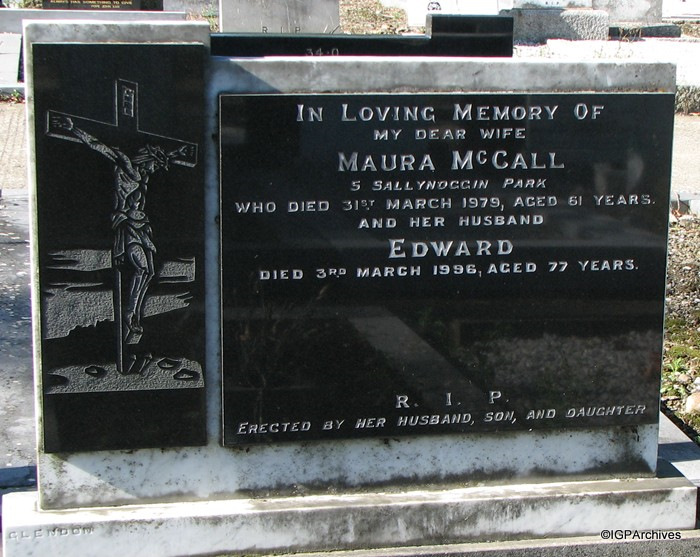 R I P
34-0
IN LOVING MEMORY OF
MY DEAR WIFE
MAURA McCALL
5 SALLYNOGGIN PARK
WHO DIED 31ST MARCH 1979, AGED 61 YEARS.
AND HER HUSBAND
EDWARD
DIED 3RD MARCH 1996, AGED 77 YEARS.
R. I. P.
ERECTED BY HER HUSBAND, SON, AND DAUGHTER
GLENDOM
©IGPArchives